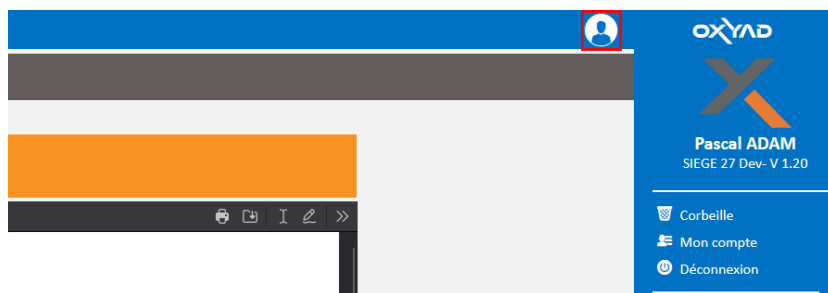 OXYAD
Pascal ADAM
SIEGE 27 Dev- V 1.20
Corbeille
Mon compte
Déconnexion